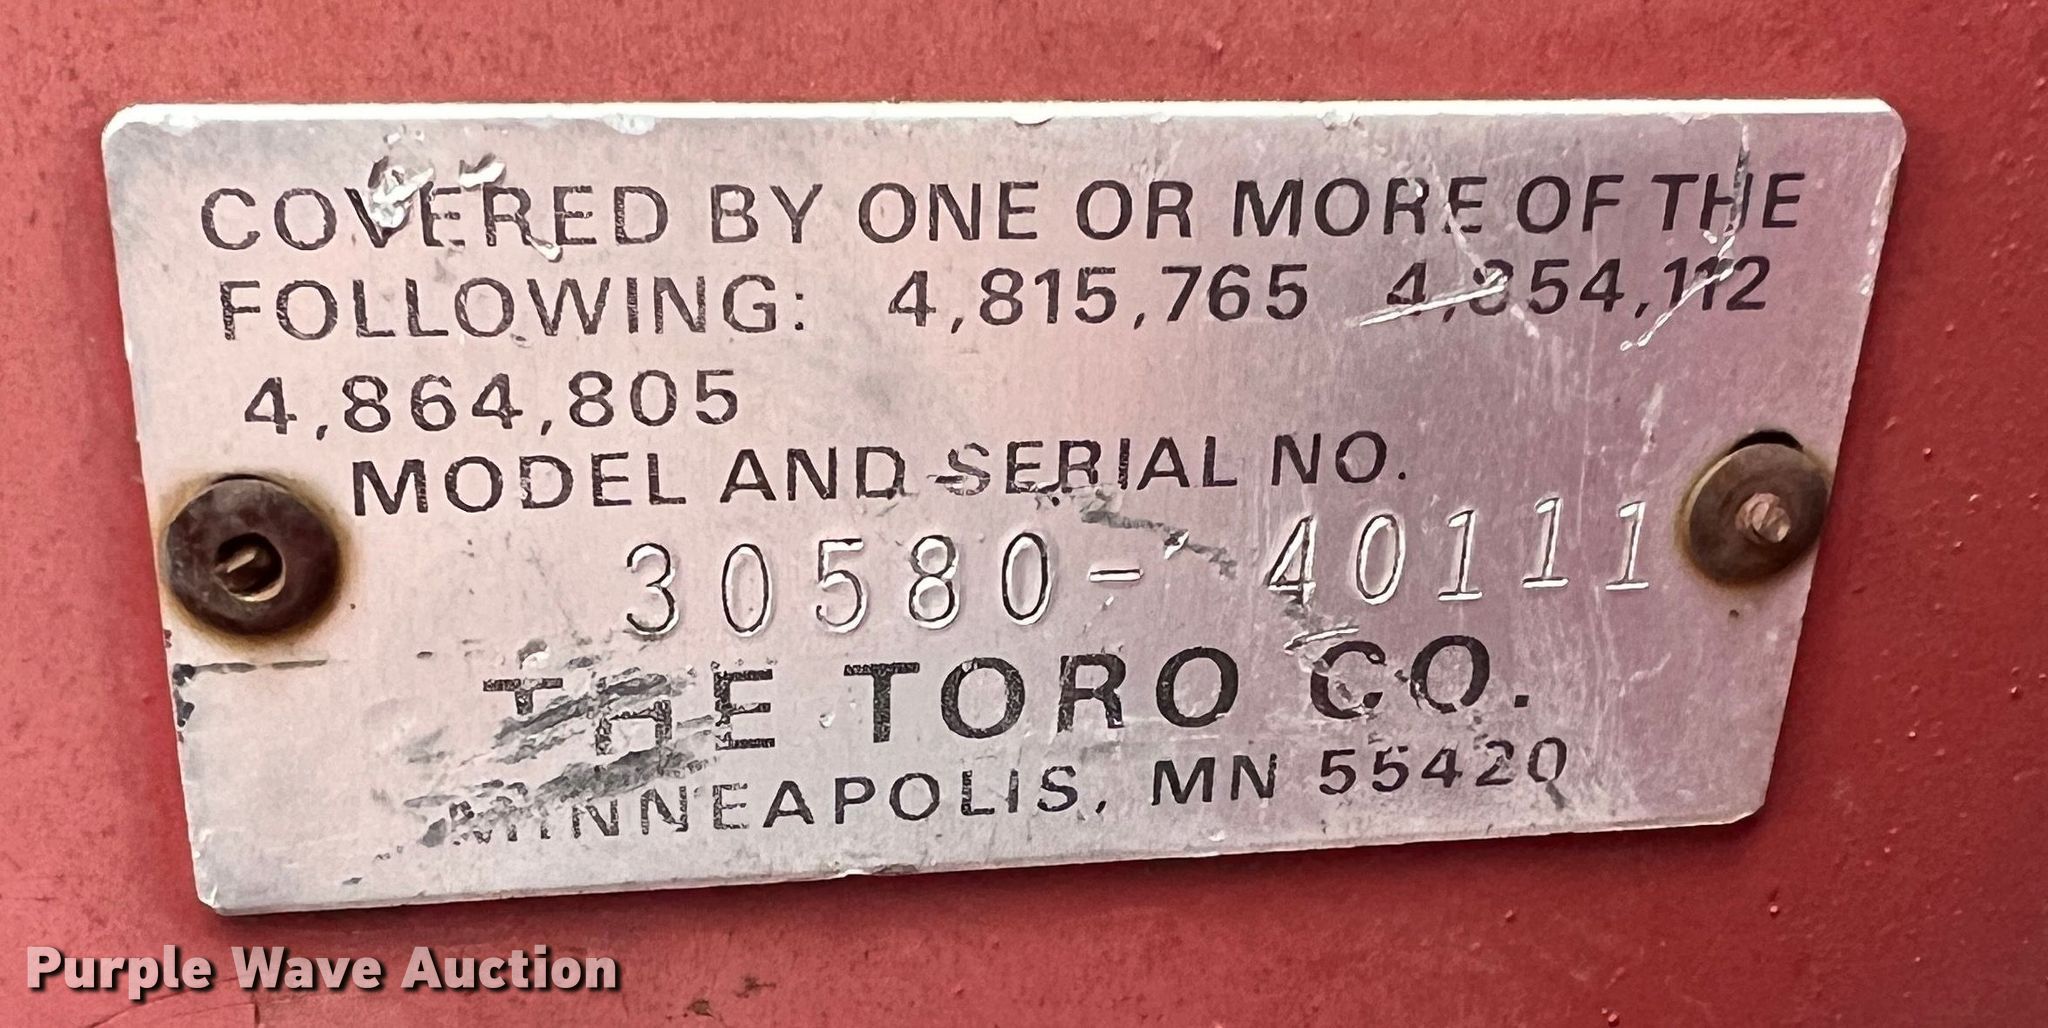 COVERED BY ONE OR MORE OF THE
FOLLOWING: 4,815,765 4,854,112
4,864,805
MODEL AND SERIAL NO.
30580- 40111
THE TORO CO.
MINNEAPOLIS, MN 55420
Purple Wave Auction